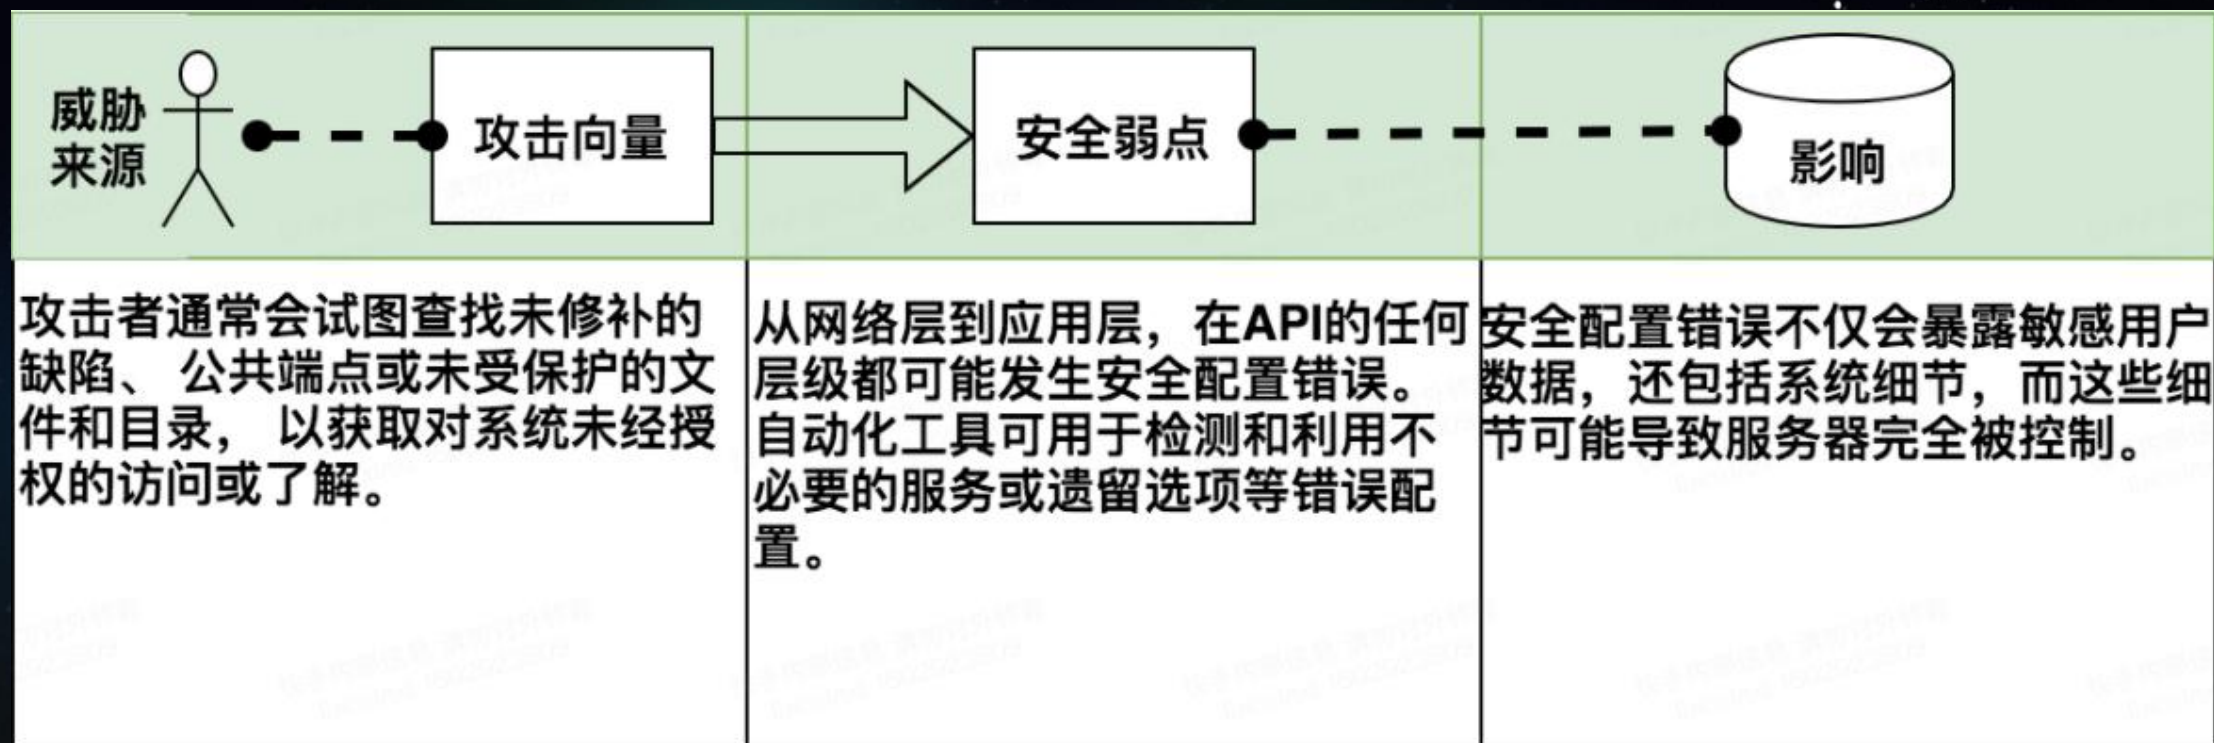 威胁
来源
攻击向量
安全弱点
影响
攻击者通常会试图查找未修补的
缺陷、 公共端点或未受保护的文
件和目录， 以获取对系统未经授
权的访问或了解。
从网络层到应用层，在API的任何
层级都可能发生安全配置错误。
自动化工具可用于检测和利用不
必要的服务或遗留选项等错误配
置。
安全配置错误不仅会暴露敏感用户
数据，还包括系统细节，而这些细
节可能导致服务器完全被控制。